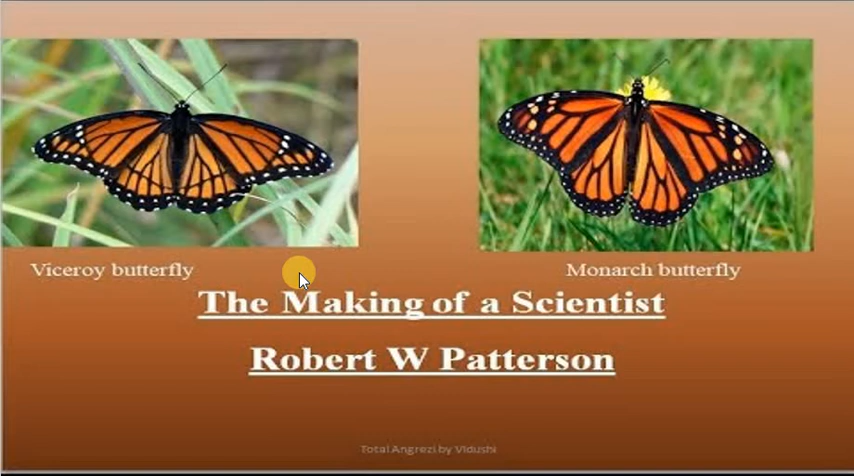 Viceroy butterfly
Monarch butterfly
The Making of a Scientist
Robert W Patterson
Total Angrezi by Vidushi